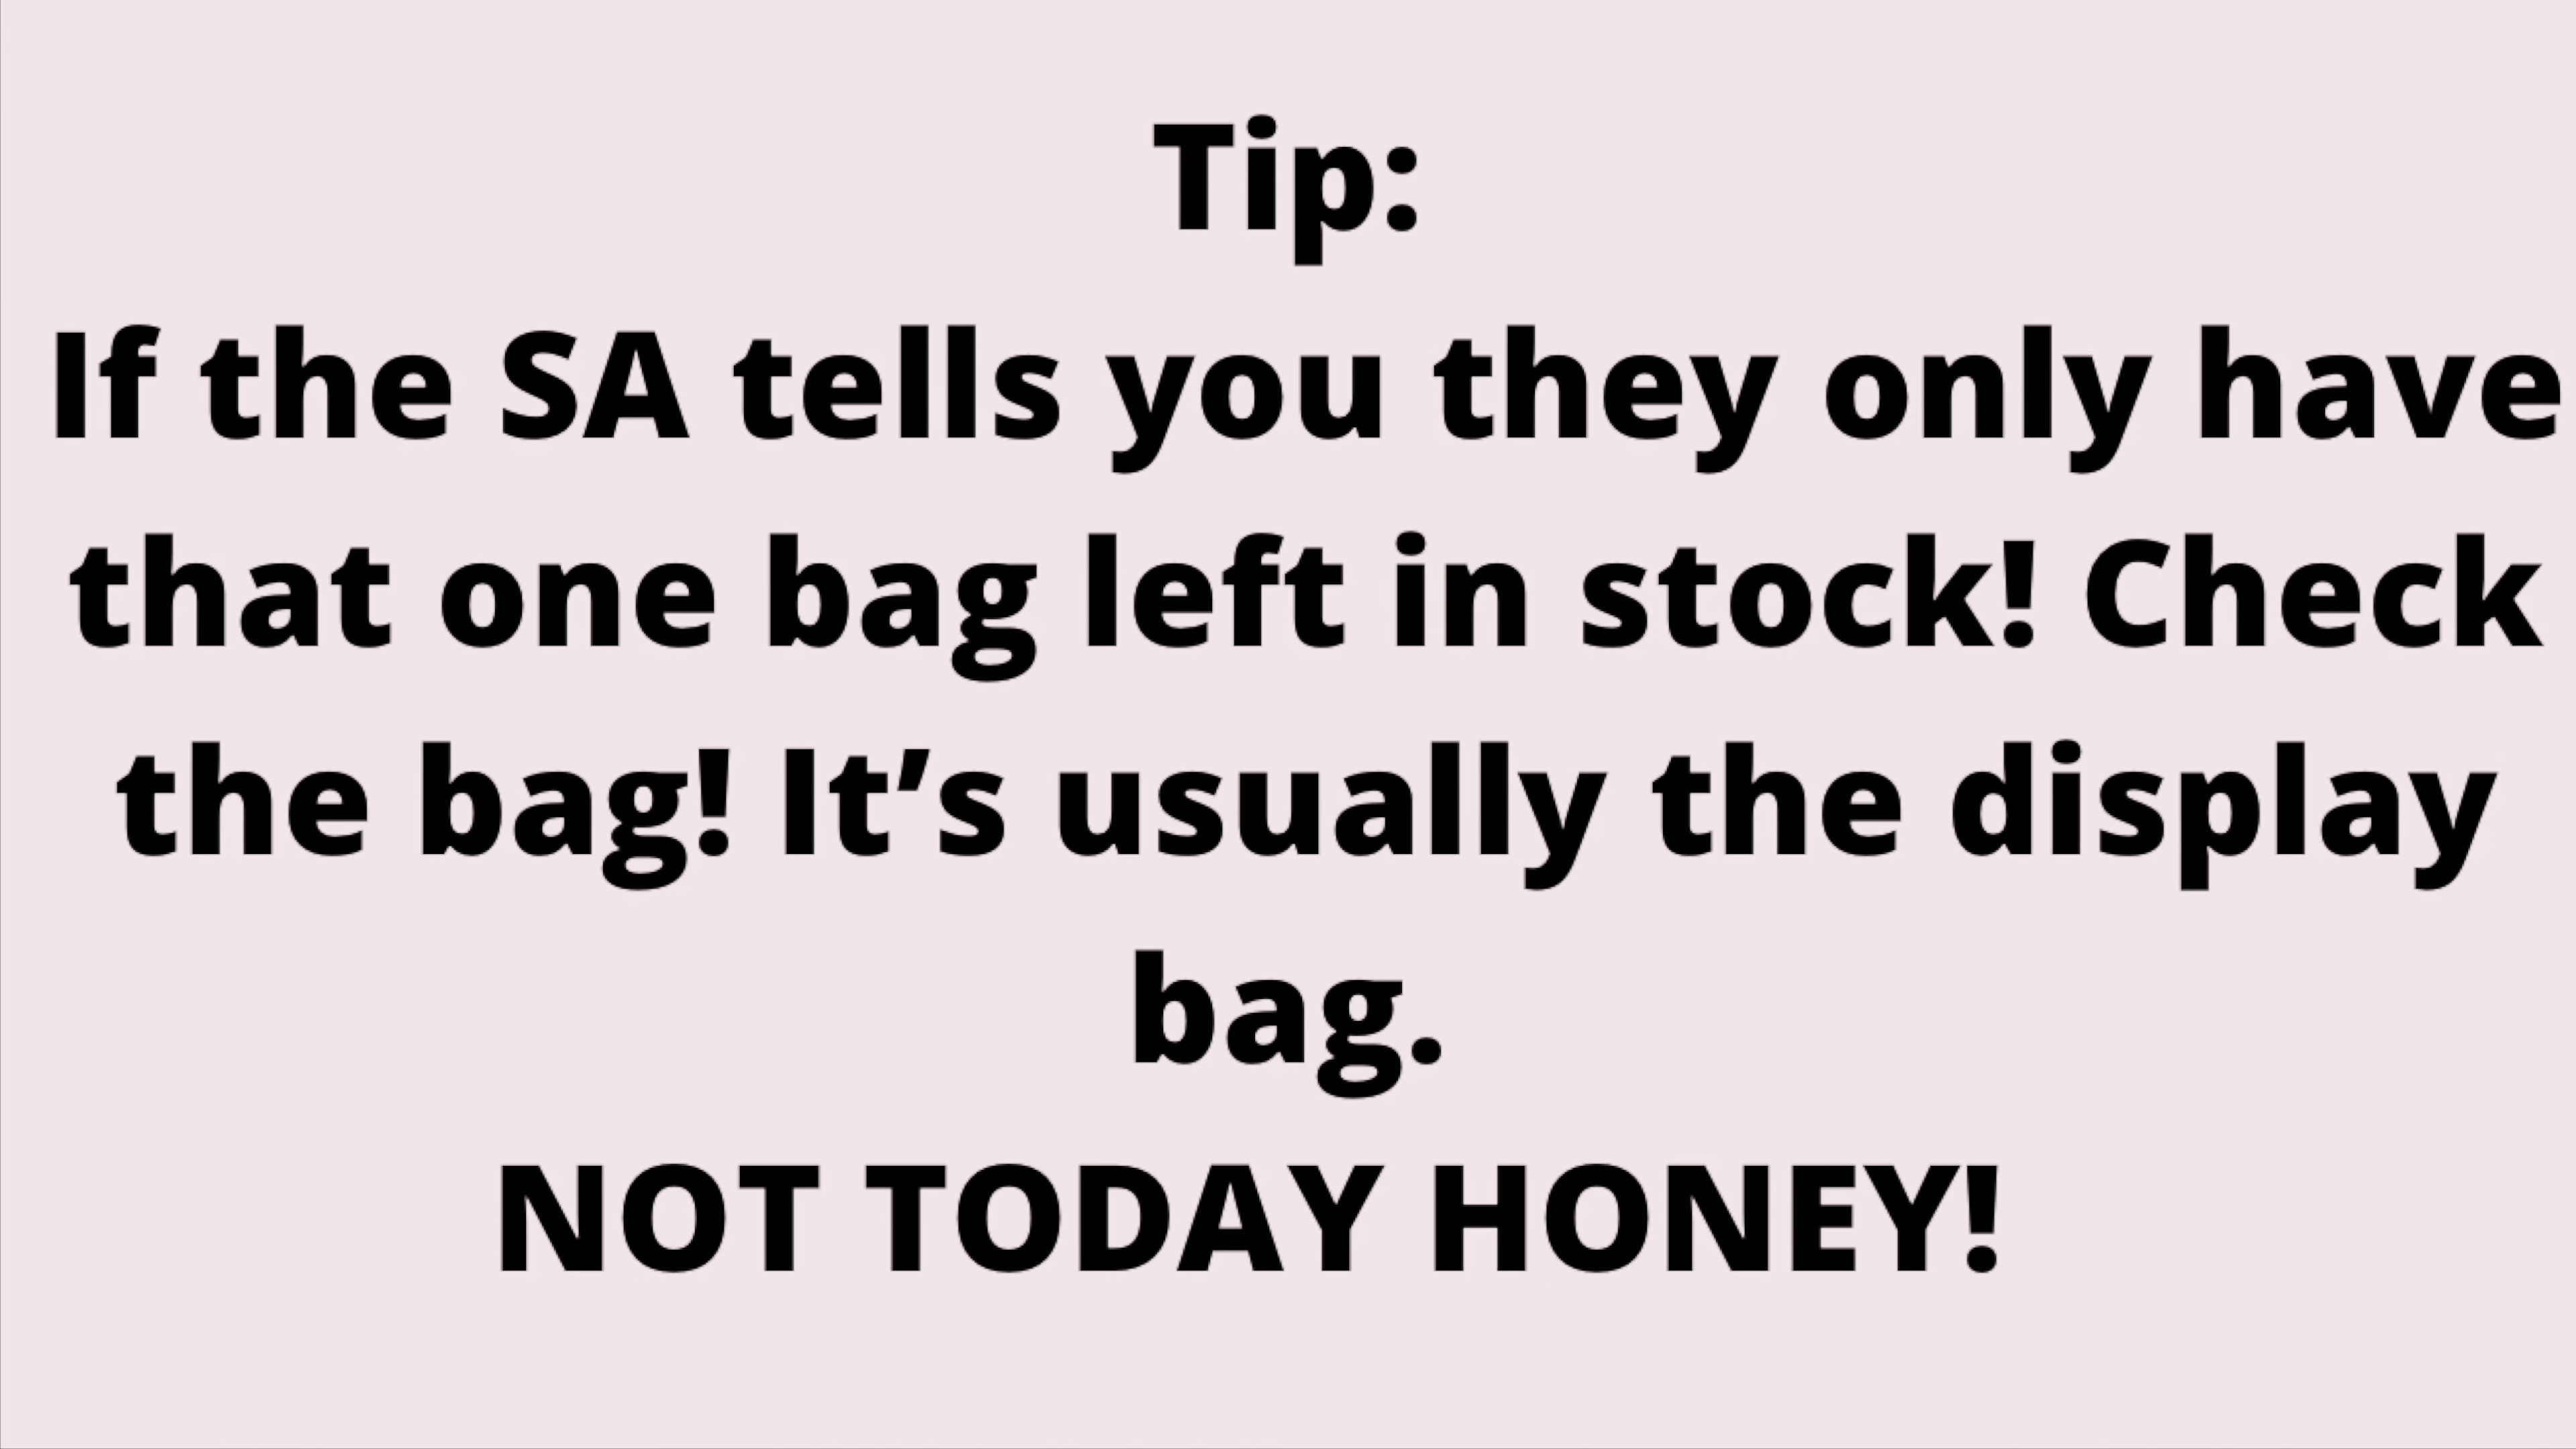 Tip:
If the SA tells you they only have
that one bag left in stock! Check
the bag! It’s usually the display
bag.
NOT TODAY HONEY!